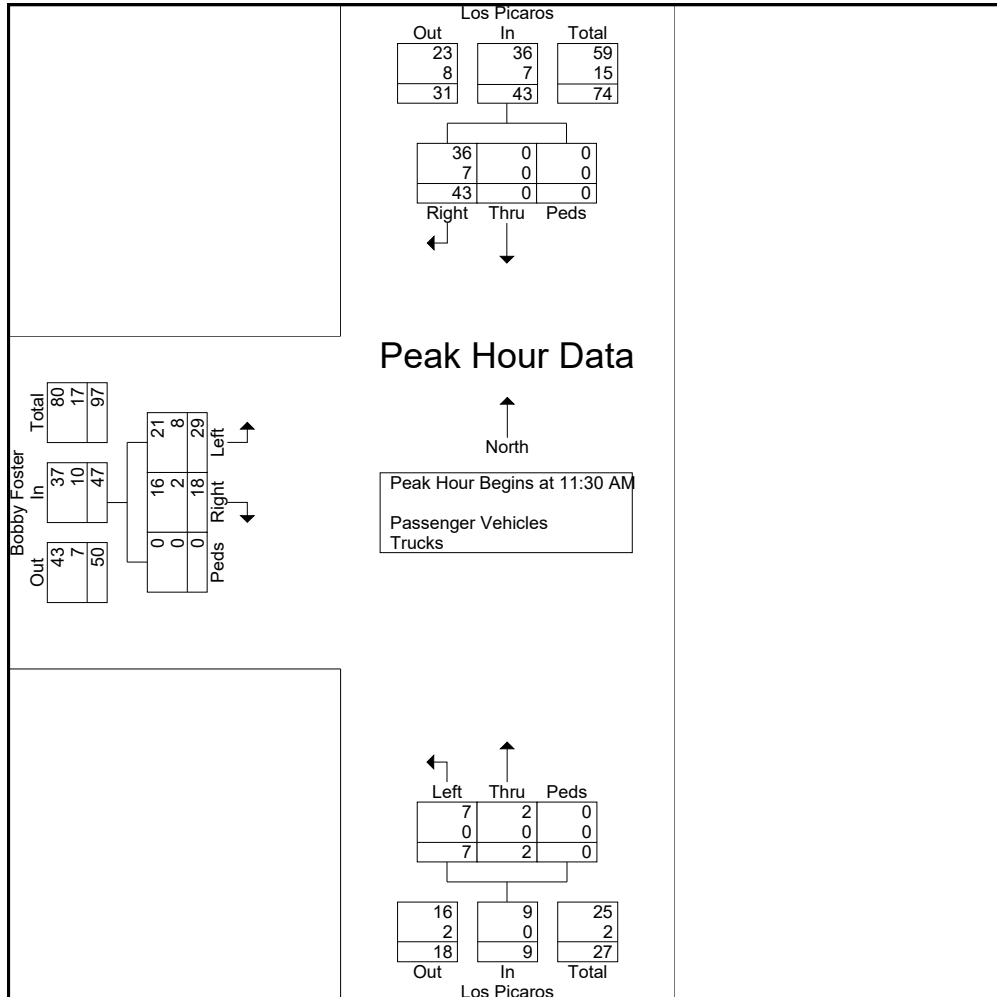 Los Picaros
Out In Total
23 36 59
8 7 15
31 43 74
36 0 0
7 0 0
43 0 0
Right Thru Peds
Peak Hour Data
North
Peak Hour Begins at 11:30 AM
Passenger Vehicles
Trucks
Bobby Foster
Out In Total
43 37 80
7 10 17
50 47 97
0 16 21
0 2 8
0 18 29
Peds Right Left
Left Thru Peds
7 2 0
0 0 0
7 2 0
16 9 25
2 0 2
18 9 27
Out In Total
Los Picaros